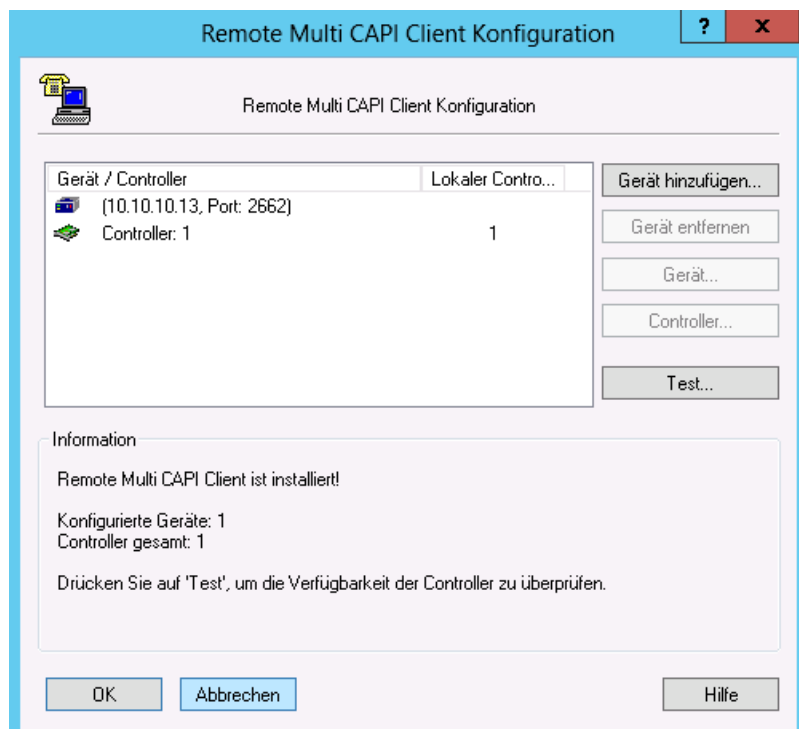 Remote Multi CAPI Client Konfiguration
? x
Remote Multi CAPI Client Konfiguration
Gerät / Controller Lokaler Contro...
(10.10.10.13, Port: 2662)
Controller: 1 1
Gerät hinzufügen...
Gerät entfernen
Gerät...
Controller...
Test...
Information
Remote Multi CAPI Client ist installiert!
Konfigurierte Geräte: 1
Controller gesamt: 1
Drücken Sie auf 'Test', um die Verfügbarkeit der Controller zu überprüfen.
OK Abbrechen Hilfe